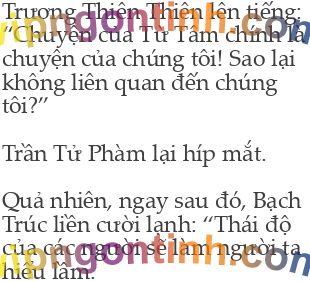 Trương Thiên Thiên lên tiếng:
“Chuyện của Tử Tâm chính là
chuyện của chúng tôi! Sao lại
không liên quan đến chúng
tôi?”
Trần Tử Phàm lại híp mắt.
Quả nhiên, ngay sau đó, Bạch
Trúc liền cười lạnh: “Thái độ
của các người sẽ làm người ta
hiểu lầm.